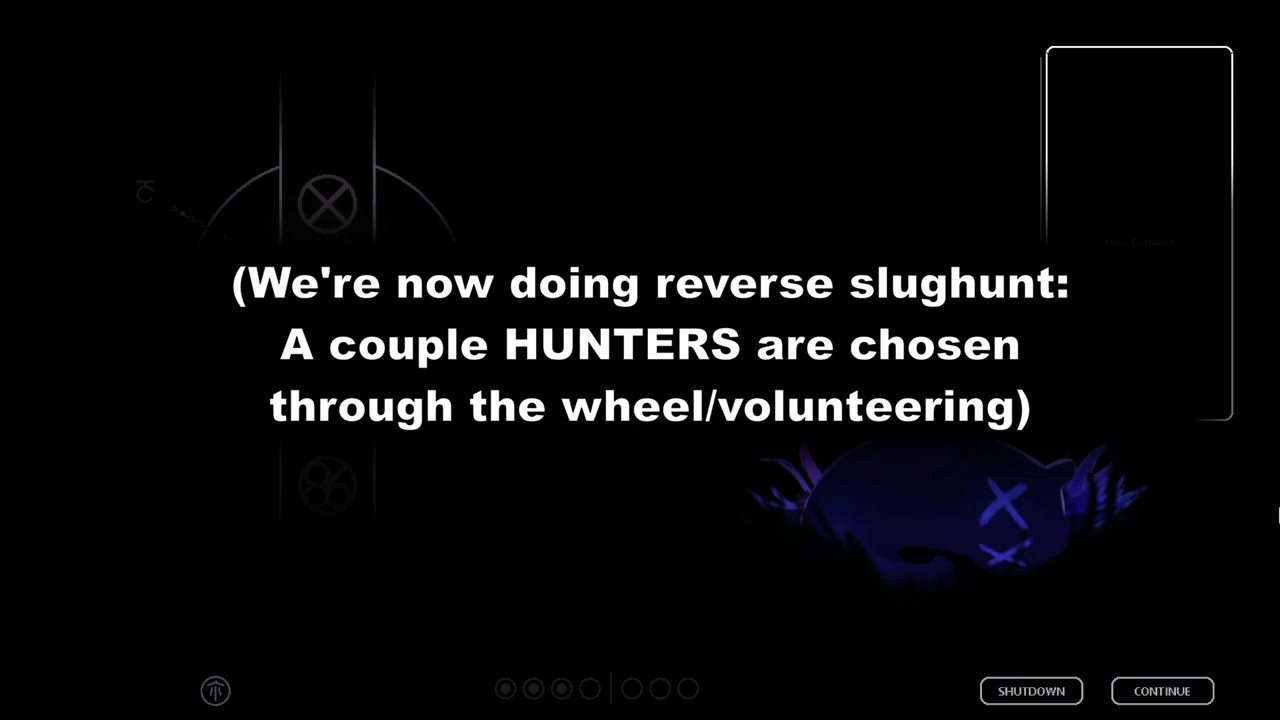 (We're now doing reverse slughunt:
A couple HUNTERS are chosen
through the wheel/volunteering)
SHUTDOWN
CONTINUE